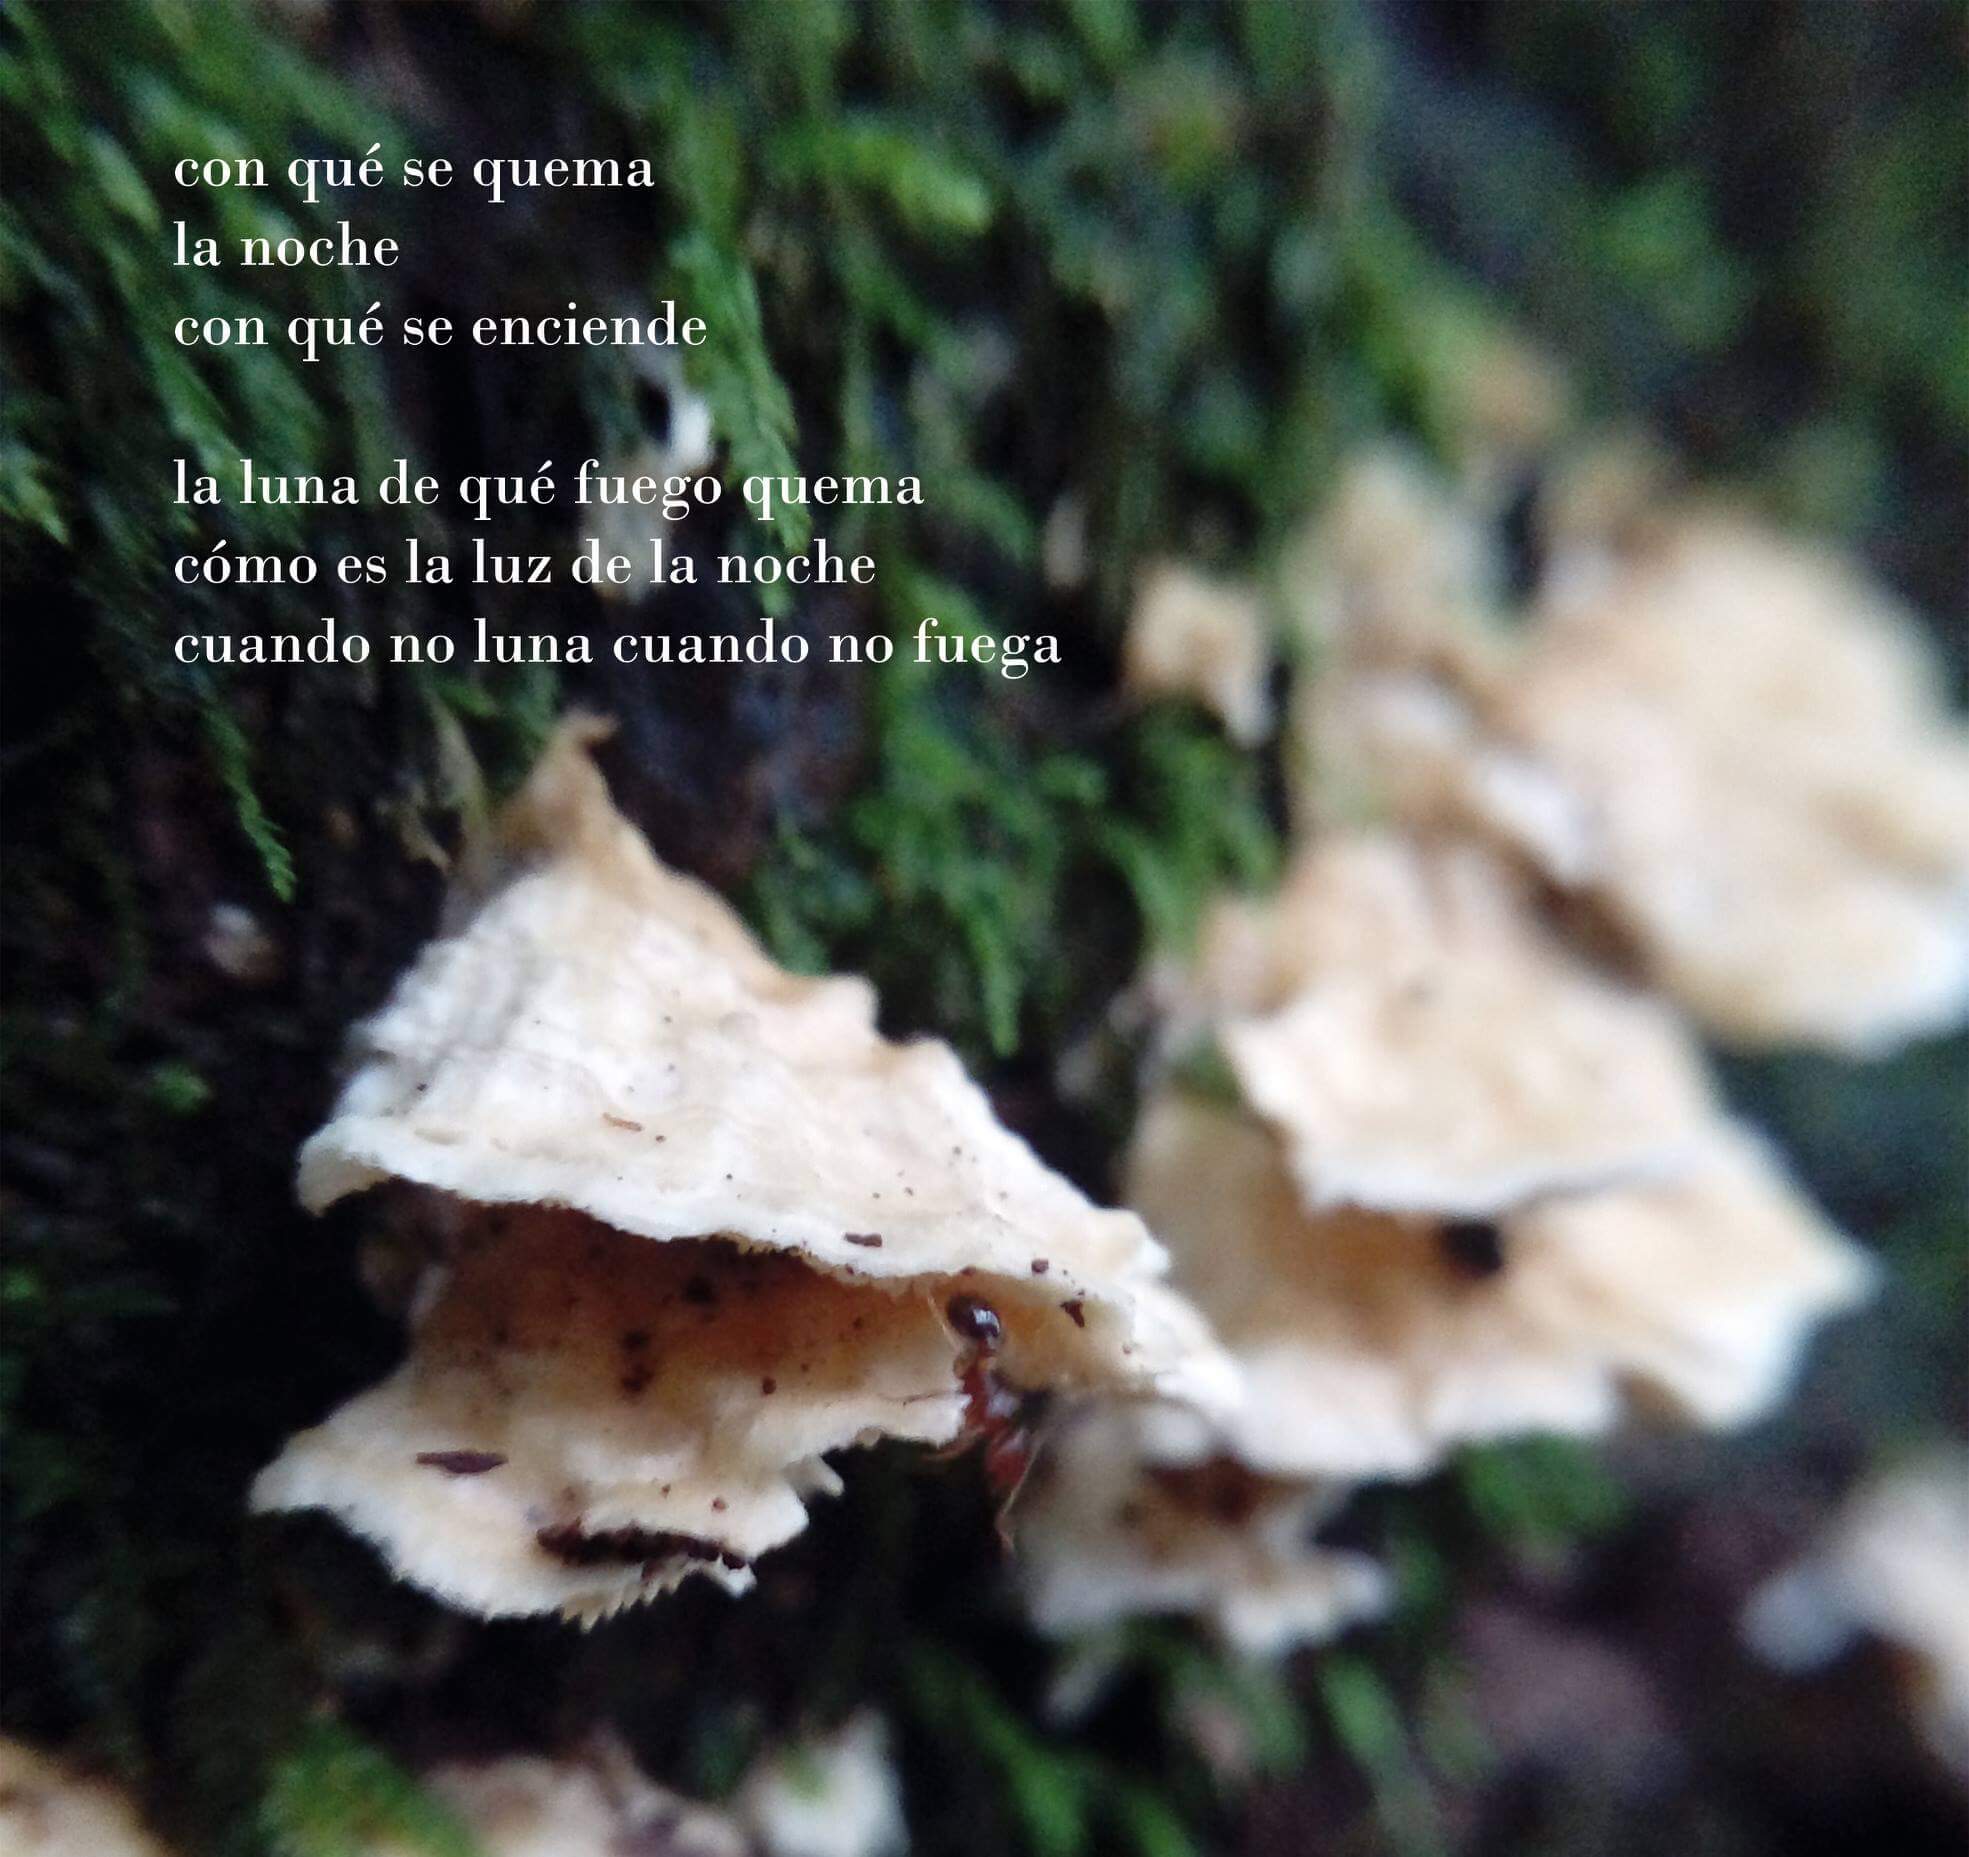 con qué se quema
la noche
con qué se enciende
la luna de qué fuego quema
cómo es la luz de la noche
cuando no luna cuando no fuega